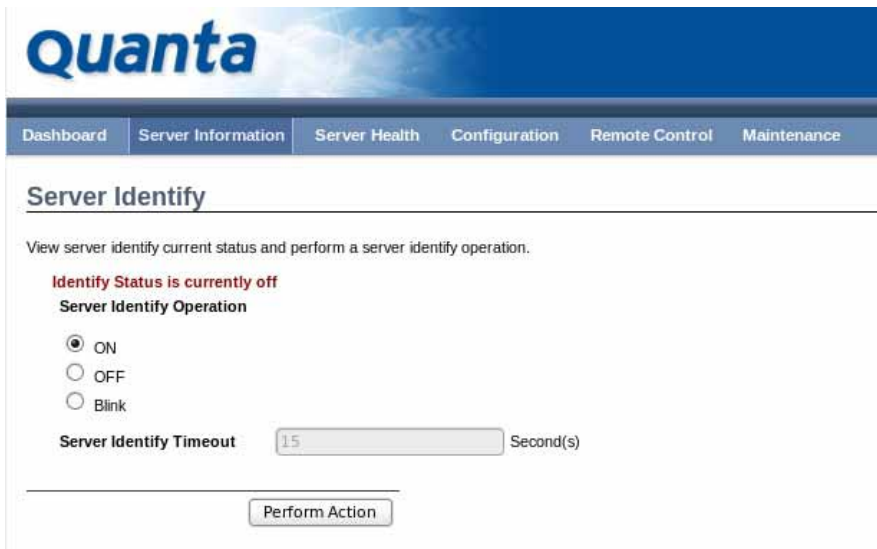 Quanta
Dashboard Server Information Server Health Configuration Remote Control Maintenance
Server Identify
View server identify current status and perform a server identify operation.
Identify Status is currently off
Server Identify Operation
ON
OFF
Blink
Server Identify Timeout 15 Second(s)
Perform Action